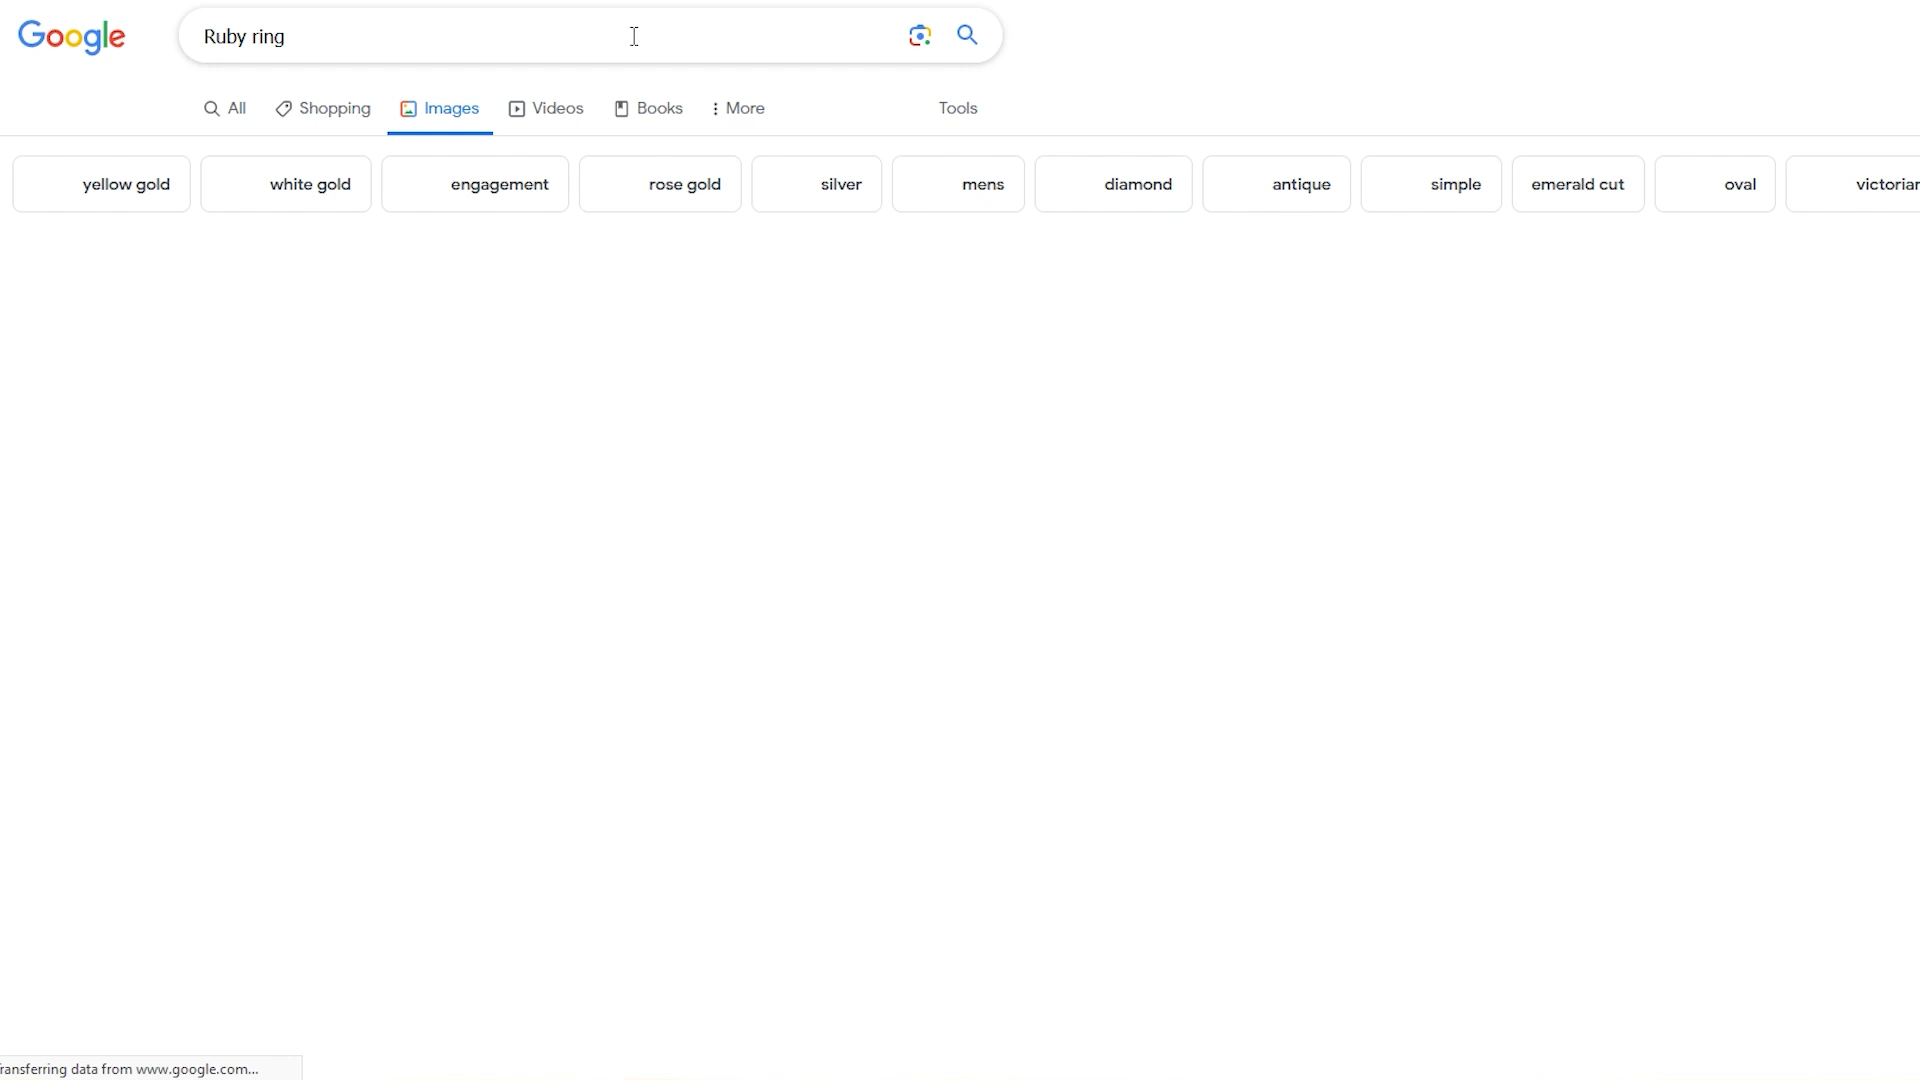 Google
Ruby ring
All Shopping Images Videos Books More Tools
yellow gold white gold engagement rose gold silver mens diamond antique simple emerald cut oval victorian
ransferring data from www.google.com...